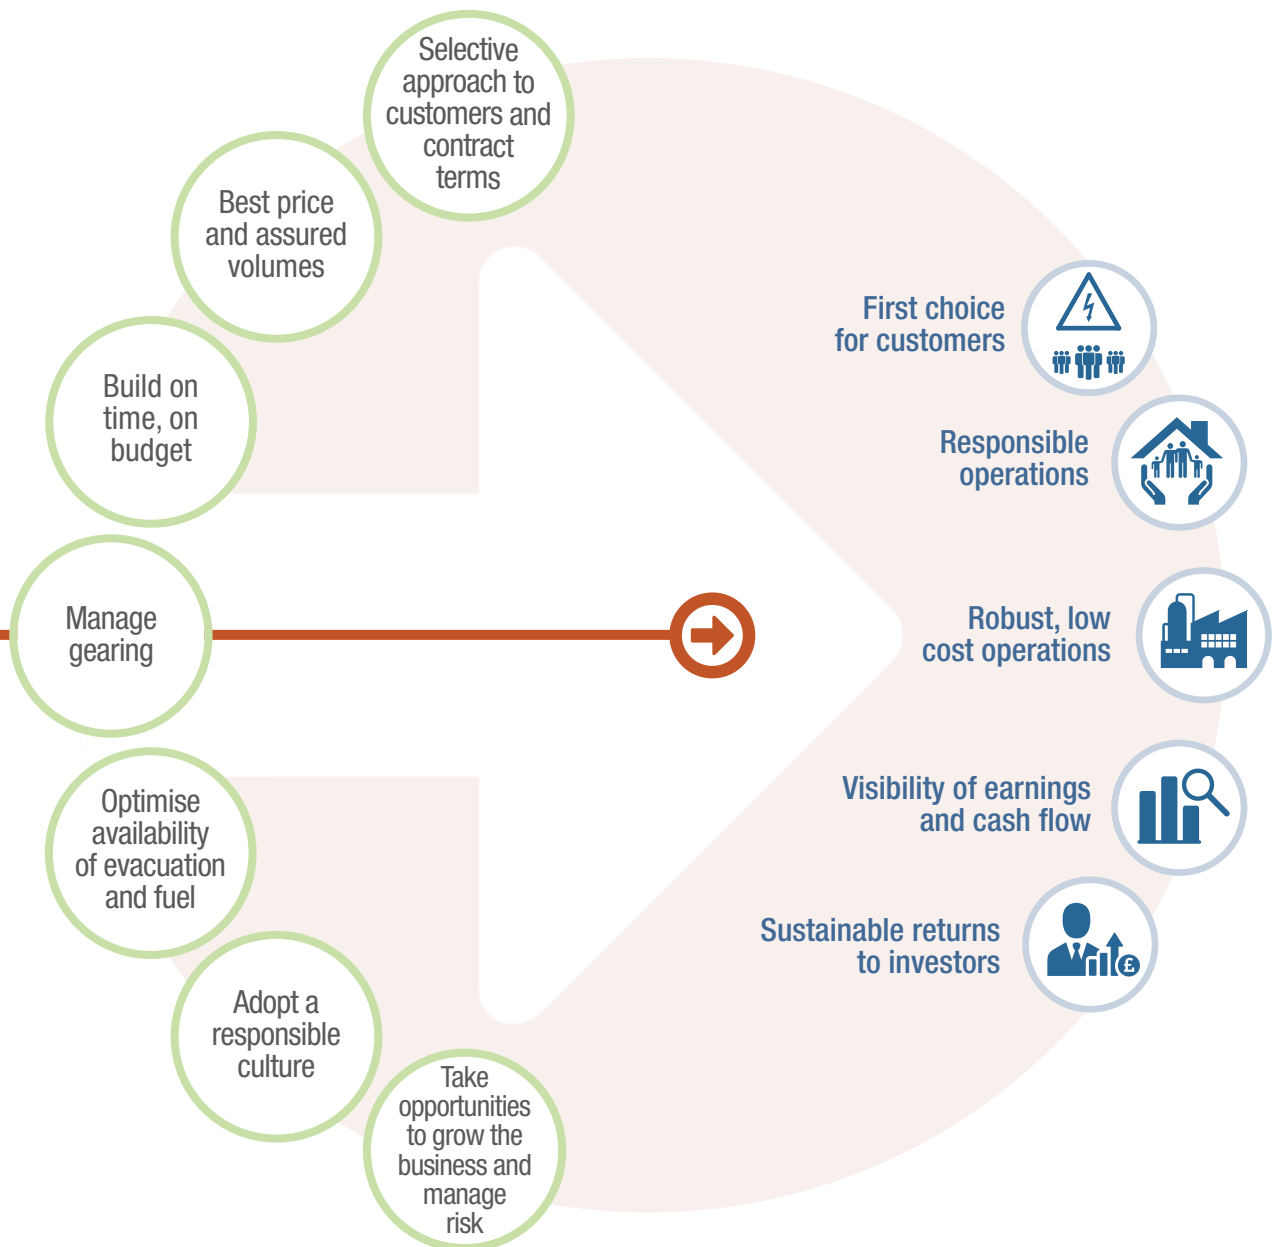 Selective
approach to
customers and
contract
terms
Best price
and assured
volumes
Build on
time, on
budget
Manage
gearing
Optimise
availability
of evacuation
and fuel
Adopt a
responsible
culture
Take
opportunities
to grow the
business and
manage
risk
First choice
for customers
Responsible
operations
Robust, low
cost operations
Visibility of earnings
and cash flow
Sustainable returns
to investors
£